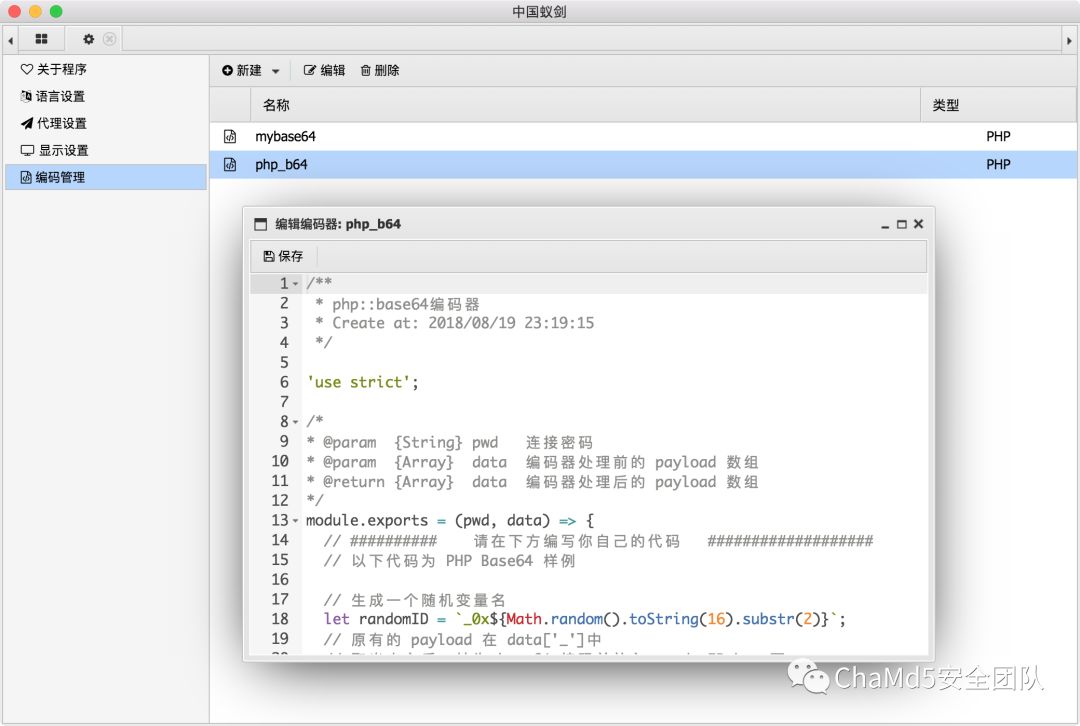 中国蚁剑
关于程序
语言设置
代理设置
显示设置
编码管理
新建 编辑 删除
名称 类型
mybase64 PHP
php_b64 PHP
编辑编码器: php_b64
保存
1 /**
2 * php::base64编码器
3 * Create at: 2018/08/19 23:19:15
4 */
5
6 'use strict';
7
8 /*
9 * @param {String} pwd 连接密码
10 * @param {Array} data 编码器处理前的 payload 数组
11 * @return {Array} data 编码器处理后的 payload 数组
12 */
13 module.exports = (pwd, data) => {
14 // ########## 请在下方编写你自己的代码 ###################
15 // 以下代码为 PHP Base64 样例
16
17 // 生成一个随机变量名
18 let randomID = `_0x${Math.random().toString(16).substr(2)}`;
19 // 原有的 payload 在 data['_']中
ChaMd5安全团队